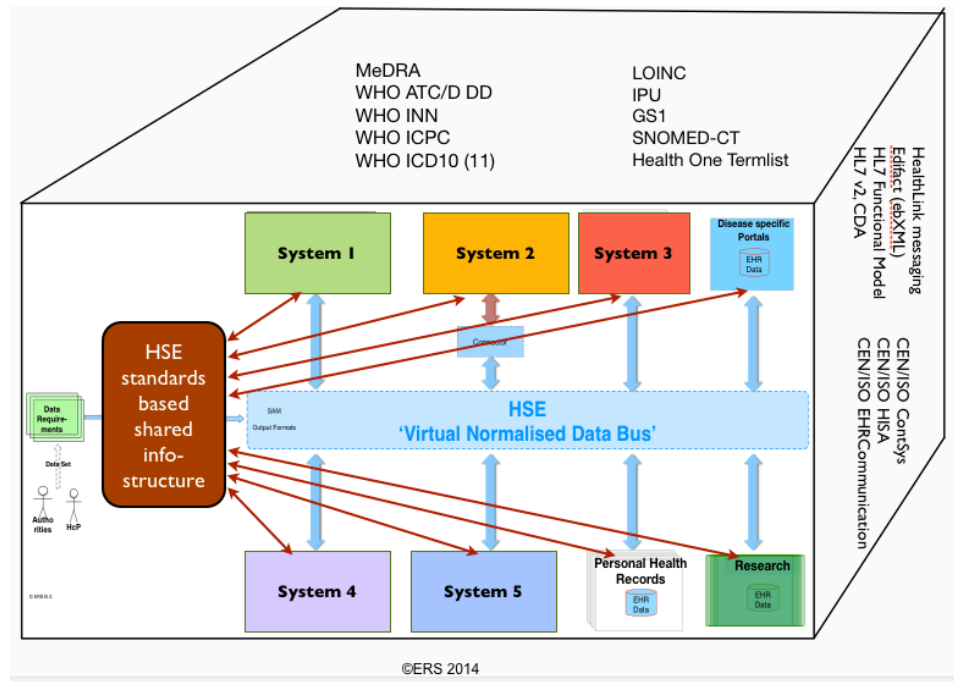 MeDRA
WHO ATC/D DD
WHO INN
WHO ICPC
WHO ICD10 (11)
LOINC
IPU
GS1
SNOMED-CT
Health One Termlist
HealthLink messaging
Edifact (ebXML)
HL7 Functional Model
HL7 v2, CDA
CEN/ISO ContSys
CEN/ISO HISA
CEN/ISO EHRCommunication
System 1
System 2
System 3
Disease specific
Portals
EHR
Data
Connector
HSE
standards
based
shared
info-
structure
Data
Require-
ments
Data Set
Autho
rities
HcP
SAM
Output Formats
HSE
‘Virtual Normalised Data Bus’
System 4
System 5
Personal Health
Records
EHR
Data
Research
EHR
Data
© ERS B.V.
©ERS 2014